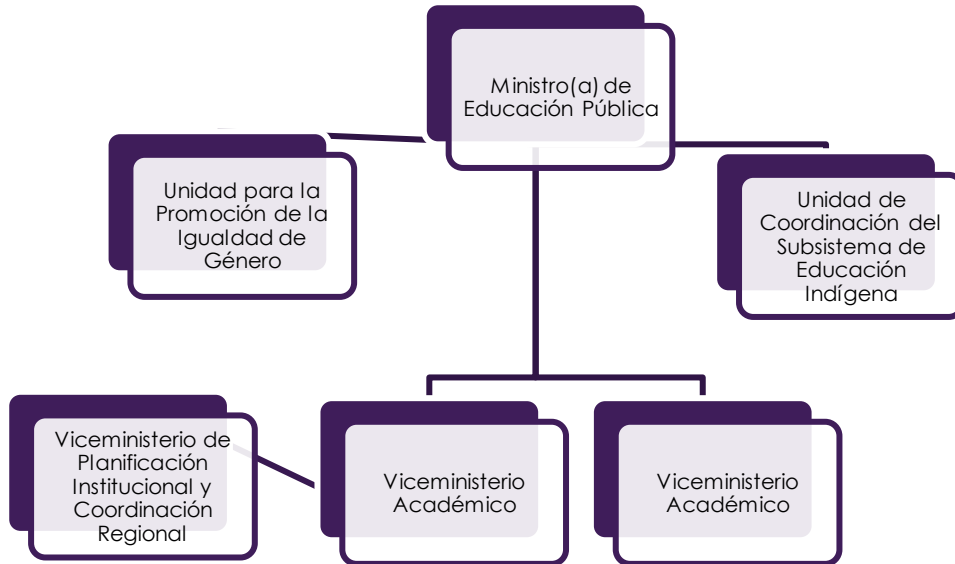 Ministro(a) de
Educación Pública
Unidad para la
Promoción de la
Igualdad de
Género
Unidad de
Coordinación del
Subsistema de
Educación
Indígena
Viceministerio de
Planificación
Institucional y
Coordinación
Regional
Viceministerio
Académico
Viceministerio
Académico